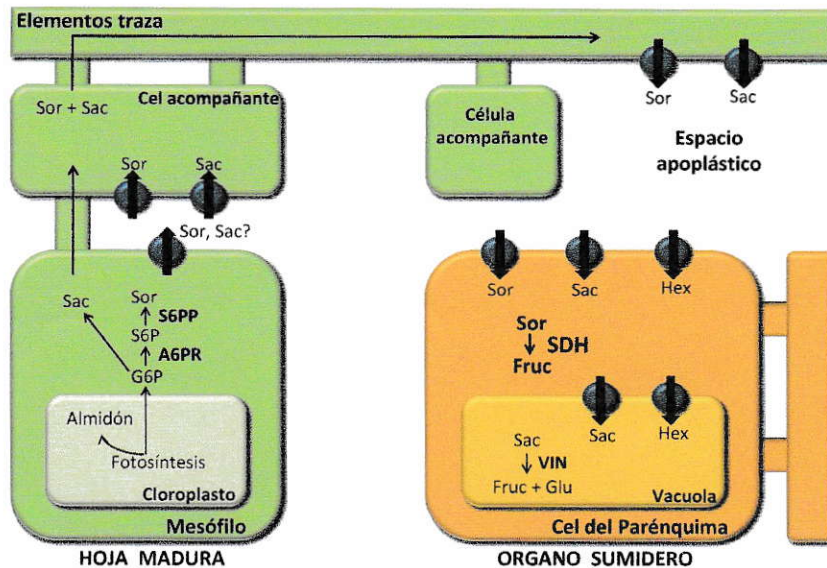 Elementos traza
Sor + Sac
Cel acompañante
Sor
Sac
Sor, Sac?
Sac
Sor
S6PP
S6P
A6PR
G6P
Almidón
Fotosíntesis
Cloroplasto
Mesófilo
HOJA MADURA
Célula
acompañante
Sor
Sac
Espacio
apoplástico
Sor
Sac
Hex
Sor
SDH
Fruc
Sac
VIN
Fruc + Glu
Sac
Hex
Vacuola
Cel del Parénquima
ORGANO SUMIDERO